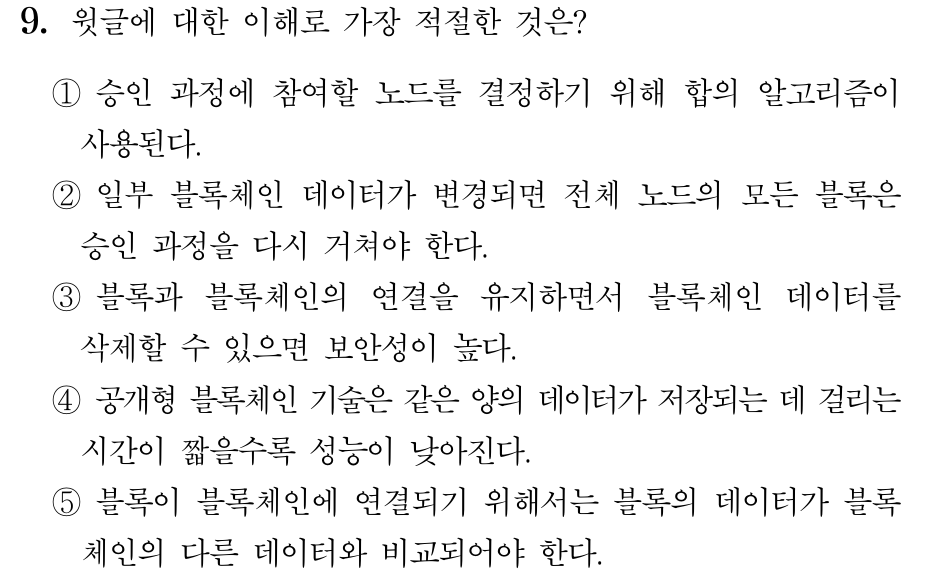 9. 윗글에 대한 이해로 가장 적절한 것은?
① 승인 과정에 참여할 노드를 결정하기 위해 합의 알고리즘이
사용된다.
② 일부 블록체인 데이터가 변경되면 전체 노드의 모든 블록은
승인 과정을 다시 거쳐야 한다.
③ 블록과 블록체인의 연결을 유지하면서 블록체인 데이터를
삭제할 수 있으면 보안성이 높다.
④ 공개형 블록체인 기술은 같은 양의 데이터가 저장되는 데 걸리는
시간이 짧을수록 성능이 낮아진다.
⑤ 블록이 블록체인에 연결되기 위해서는 블록의 데이터가 블록
체인의 다른 데이터와 비교되어야 한다.